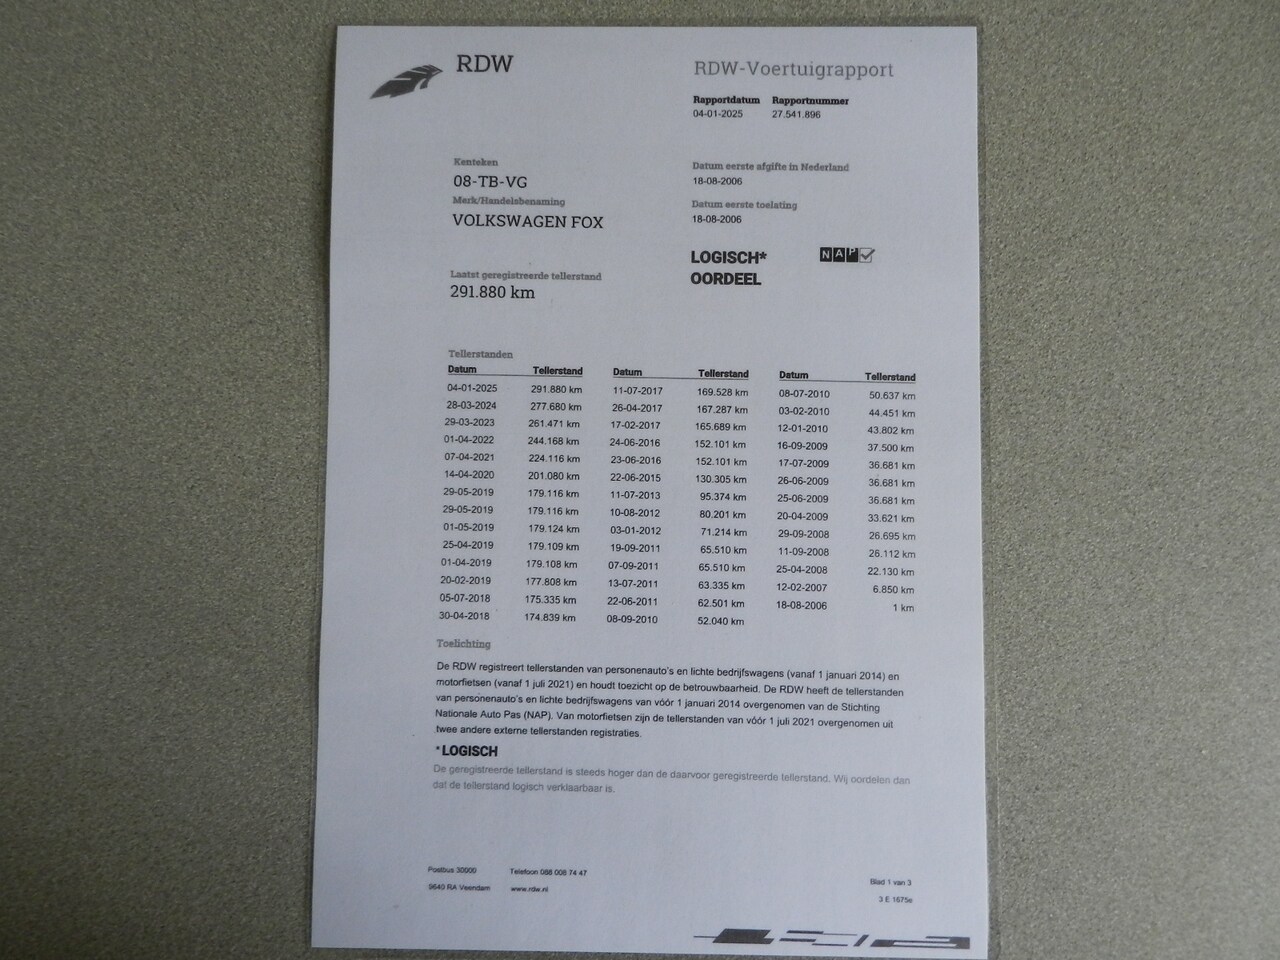 RDW
RDW-Voertuigrapport
Rapportdatum Rapportnummer
04-01-2025 27.541.896
Kenteken
08-TB-VG
Merk/Handelsbenaming
VOLKSWAGEN FOX
Datum eerste afgifte in Nederland
18-08-2006
Datum eerste toelating
18-08-2006
LOGISCH*
OORDEEL
NAP
Laatst geregistreerde tellerstand
291.880 km
Tellerstanden
Datum Tellerstand Datum Tellerstand Datum Tellerstand
04-01-2025 291.880 km 11-07-2017 169.528 km 08-07-2010 50.637 km
28-03-2024 277.680 km 26-04-2017 167.287 km 03-02-2010 44.451 km
29-03-2023 261.471 km 17-02-2017 165.689 km 12-01-2010 43.802 km
01-04-2022 244.168 km 24-06-2016 152.101 km 16-09-2009 37.500 km
07-04-2021 224.116 km 23-06-2016 152.101 km 17-07-2009 36.681 km
14-04-2020 201.080 km 22-06-2015 130.305 km 26-06-2009 36.681 km
29-05-2019 179.116 km 11-07-2013 95.374 km 25-06-2009 36.681 km
29-05-2019 179.116 km 10-08-2012 80.201 km 20-04-2009 33.621 km
01-05-2019 179.124 km 03-01-2012 71.214 km 29-09-2008 26.695 km
25-04-2019 179.109 km 19-09-2011 65.510 km 11-09-2008 26.112 km
01-04-2019 179.108 km 07-09-2011 65.510 km 25-04-2008 22.130 km
20-02-2019 177.808 km 13-07-2011 63.335 km 12-02-2007 6.850 km
05-07-2018 175.335 km 22-06-2011 62.501 km 18-08-2006 1 km
30-04-2018 174.839 km 08-09-2010 52.040 km
Toelichting
De RDW registreert tellerstanden van personenauto's en lichte bedrijfswagens (vanaf 1 januari 2014) en
motorfietsen (vanaf 1 juli 2021) en houdt toezicht op de betrouwbaarheid. De RDW heeft de tellerstanden
van personenauto's en lichte bedrijfswagens van vóór 1 januari 2014 overgenomen van de Stichting
Nationale Auto Pas (NAP). Van motorfietsen zijn de tellerstanden van vóór 1 juli 2021 overgenomen uit
twee andere externe tellerstanden registraties.
*LOGISCH
De geregistreerde tellerstand is steeds hoger dan de daarvoor geregistreerde tellerstand. Wij oordelen dan
dat de tellerstand logisch verklaarbaar is.
Postbus 30000 Telefoon 088 008 74 47
9640 RA Veendam www.rdw.nl
Blad 1 van 3
3 E 1675e